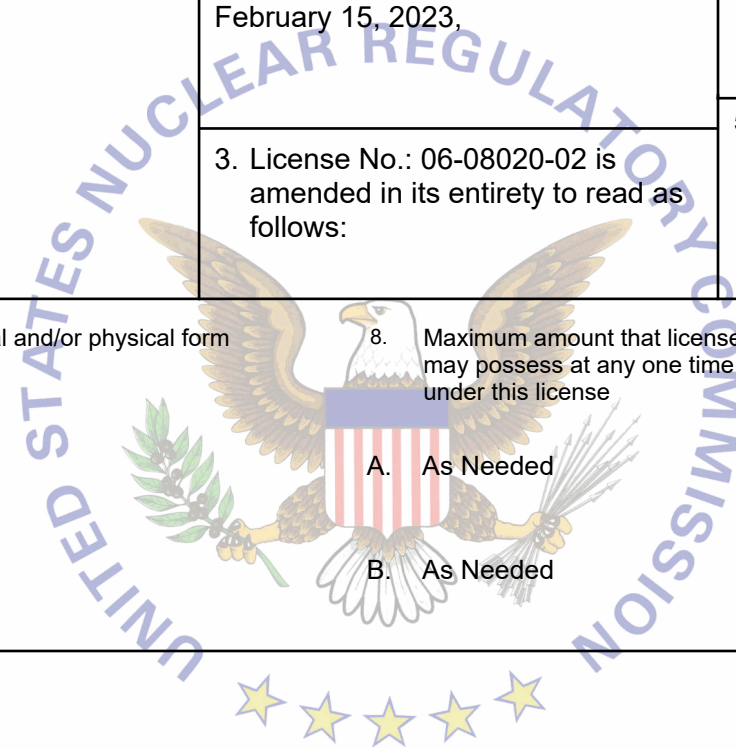 February 15, 2023,
3. License No.: 06-08020-02 is
amended in its entirety to read as
follows:
and/or physical form
8. Maximum amount that
may possess at any one time
under this license
A. As Needed
B. As Needed
UNITED STATES NUCLEAR REGULATORY COMMISSION